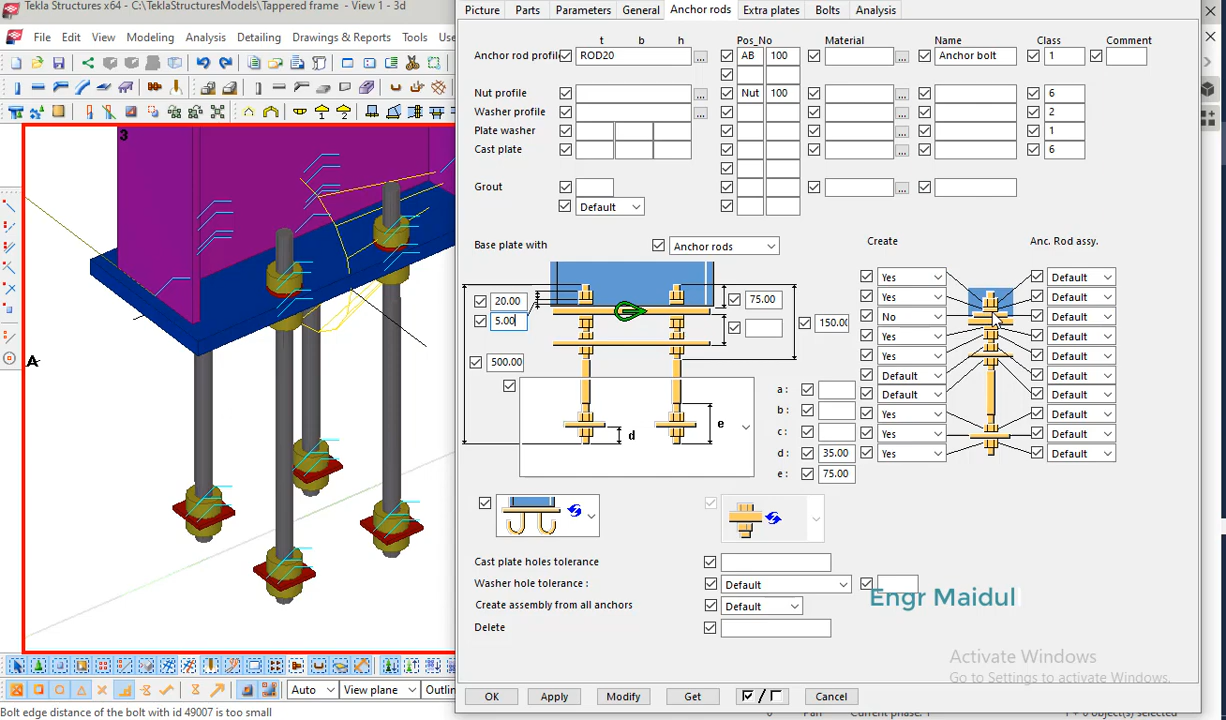 Tekla Structures x64 - C:\TeklaStructuresModels\Tappered frame - View 1 - 3d
File Edit View Modeling Analysis Detailing Drawings & Reports Tools
Picture Parts Parameters General Anchor rods Extra plates Bolts Analysis
t b h Pos_No Material Name Class Comment
Anchor rod profile ROD20 ... AB 100 ... Anchor bolt 1
Nut profile ... Nut 100 ... 6
Washer profile ... ... 2
Plate washer ... 1
Cast plate ... 6
Grout ...
Default
Base plate with Anchor rods
Create Anc. Rod assy.
20.00 75.00 Yes Default
5.00 150.00 Yes Default
No Default
Yes Default
500.00 Yes Default
Default Default
a : Default Default
b : Yes Default
c : Yes Default
d e d : 35.00 Yes Default
e : 75.00
Cast plate holes tolerance
Washer hole tolerance : Default
Create assembly from all anchors Default
Delete
Engr Maidul
Activate Windows
Go to Settings to activate Windows.
OK Apply Modify Get / Cancel
3
A
Auto View plane Outlin
Bolt edge distance of the bolt with id 49007 is too small
Pan Current phase: 1